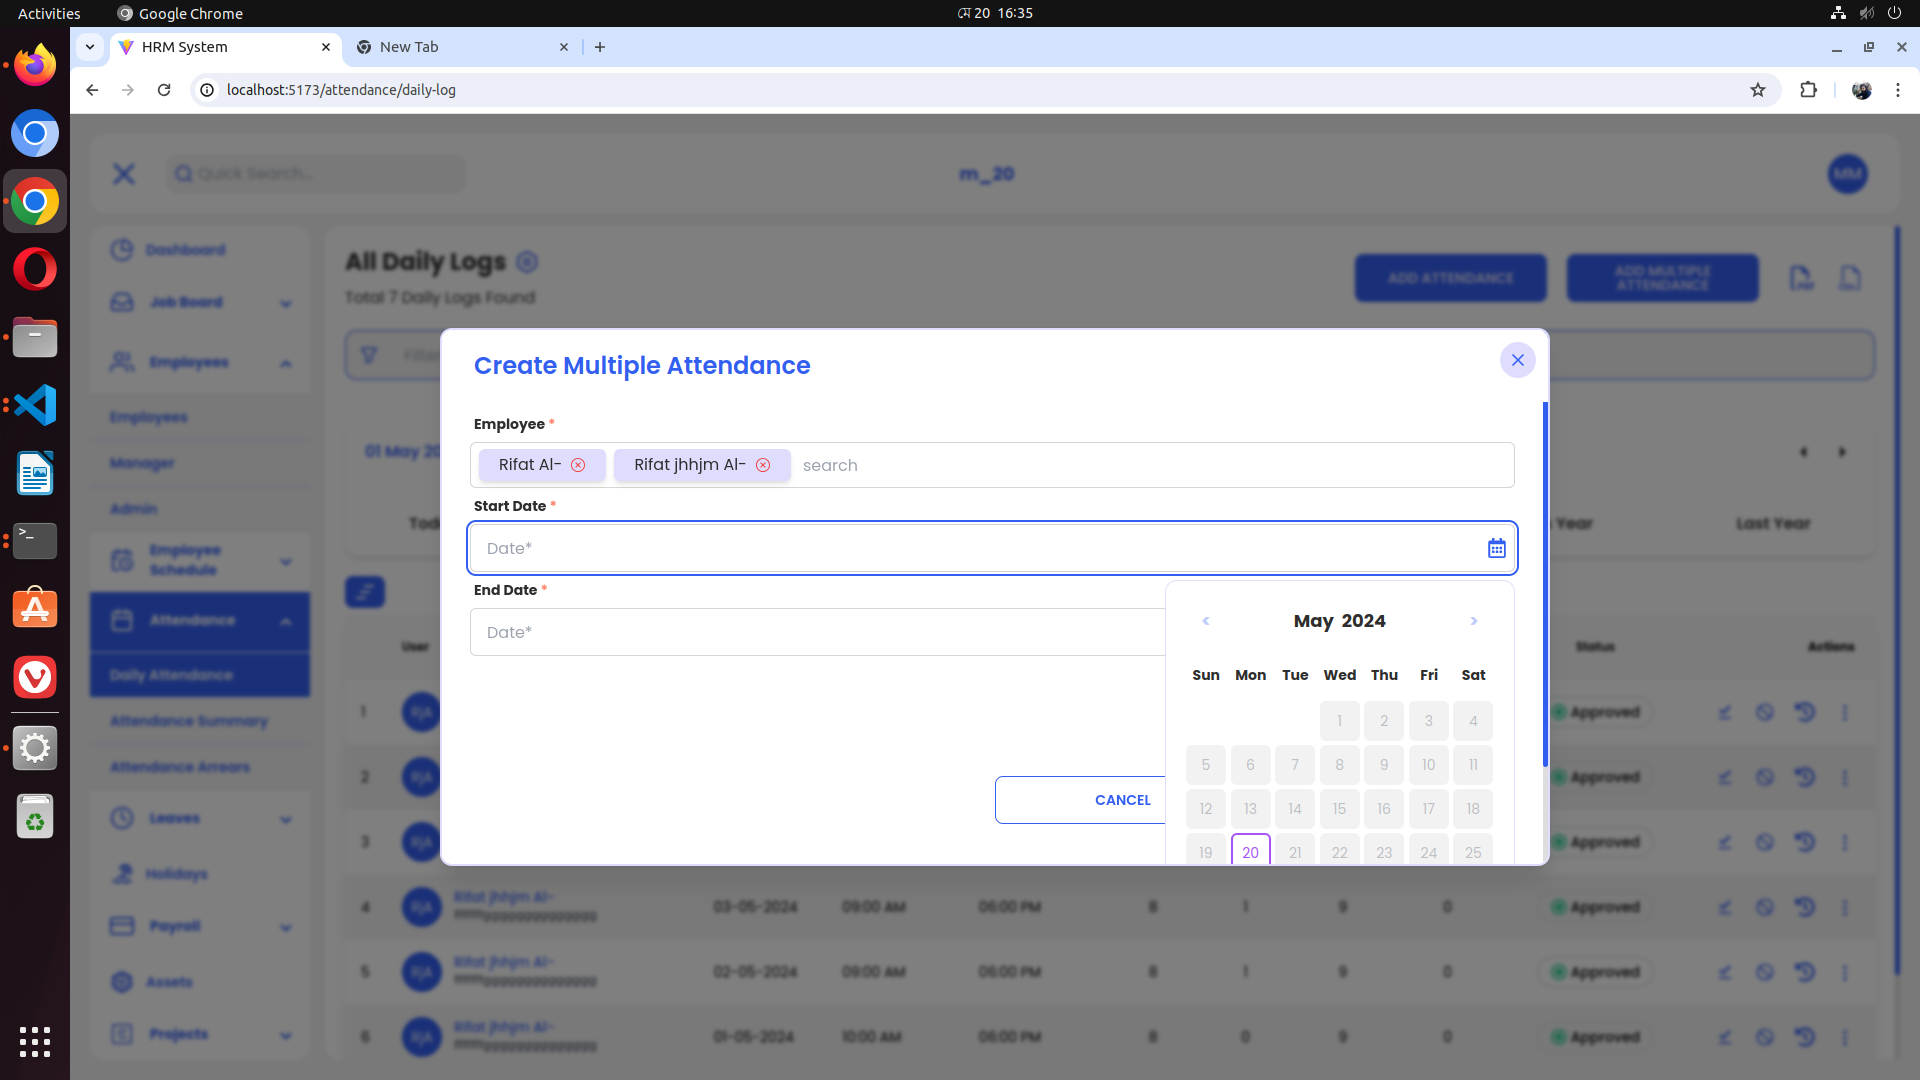 Activities
Google Chrome
মে 20 16:35
HRM System
New Tab
localhost:5173/attendance/daily-log
Quick Search...
m_20
MM
Dashboard
Job Board
Employees
Employees
Manager
Admin
Employee
Schedule
Attendance
Daily Attendance
Attendance Summary
Attendance Arrears
Leaves
Holidays
Payroll
Assets
Projects
All Daily Logs
Total 7 Daily Logs Found
ADD ATTENDANCE
ADD MULTIPLE
ATTENDANCE
01 May 20
Year
Last Year
User
Status
Actions
Create Multiple Attendance
Employee *
Rifat Al-
Rifat jhhjm Al-
search
Start Date *
Date*
End Date *
Date*
CANCEL
<
May 2024
>
Sun Mon Tue Wed Thu Fri Sat
1 2 3 4
5 6 7 8 9 10 11
12 13 14 15 16 17 18
19 20 21 22 23 24 25
1 RjA Approved
2 RjA Approved
3 RjA Approved
4 RjA Rifat jhhjm Al- 03-05-2024 09:00 AM 06:00 PM 8 1 9 0 Approved
5 RjA Rifat jhhjm Al- 02-05-2024 09:00 AM 06:00 PM 8 1 9 0 Approved
6 RjA Rifat jhhjm Al- 01-05-2024 10:00 AM 06:00 PM 8 0 9 0 Approved